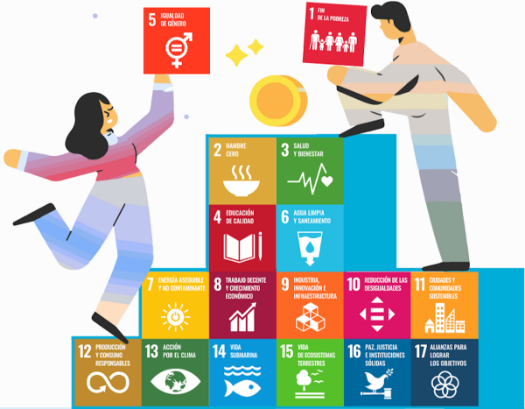 5 IGUALDAD
DE GÉNERO
1 FIN
DE LA POBREZA
2 HAMBRE
CERO
3 SALUD
Y BIENESTAR
4 EDUCACIÓN
DE CALIDAD
6 AGUA LIMPIA
Y SANEAMIENTO
7 ENERGÍA ASEQUIBLE
Y NO CONTAMINANTE
8 TRABAJO DECENTE
Y CRECIMIENTO
ECONÓMICO
9 INDUSTRIA,
INNOVACIÓN E
INFRAESTRUCTURA
10 REDUCCIÓN DE LAS
DESIGUALDADES
11 CIUDADES Y
COMUNIDADES
SOSTENIBLES
12 PRODUCCIÓN
Y CONSUMO
RESPONSABLES
13 ACCIÓN
POR EL CLIMA
14 VIDA
SUBMARINA
15 VIDA
DE ECOSISTEMAS
TERRESTRES
16 PAZ, JUSTICIA
E INSTITUCIONES
SÓLIDAS
17 ALIANZAS PARA
LOGRAR
LOS OBJETIVOS